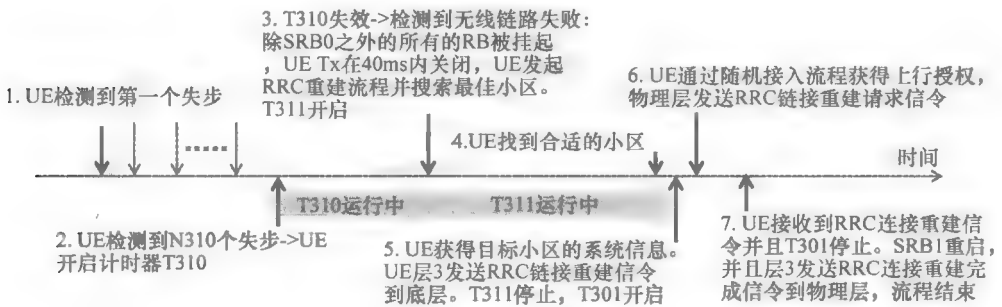 3. T310失效->检测到无线链路失败：
除SRB0之外的所有的RB被挂起
，UE Tx在40ms内关闭，UE发起
RRC重建流程并搜索最佳小区。
T311开启
1. UE检测到第一个失步
6. UE通过随机接入流程获得上行授权，
物理层发送RRC链接重建请求信令
4.UE找到合适的小区
时间
T310运行中
T311运行中
2. UE检测到N310个失步->UE
开启计时器T310
5. UE获得目标小区的系统信息。
UE层3发送RRC链接重建信令
到底层。T311停止，T301开启
7. UE接收到RRC连接重建信
令并且T301停止。SRB1重启，
并且层3发送RRC连接重建完
成信令到物理层，流程结束